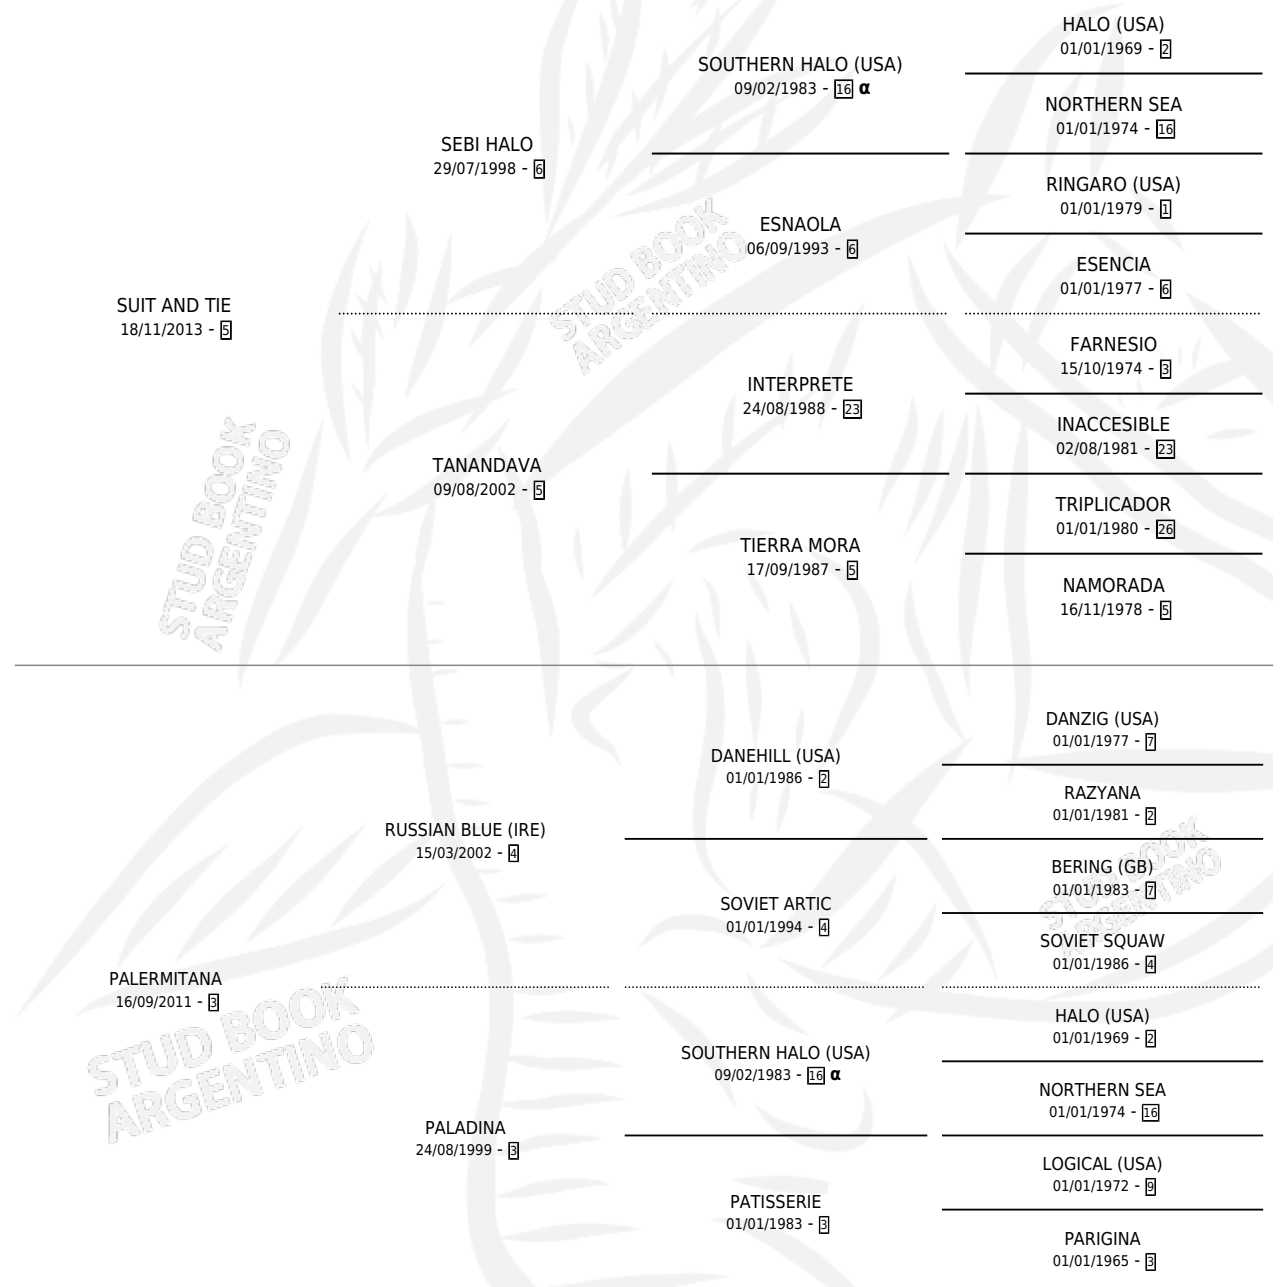 HALO (USA)
01/01/1969 - 2
SOUTHERN HALO (USA)
09/02/1983 - 16 α
NORTHERN SEA
01/01/1974 - 16
SEBI HALO
29/07/1998 - 6
RINGARO (USA)
01/01/1979 - 1
ESNAOLA
06/09/1993 - 6
ESENCIA
01/01/1977 - 6
STUD BOOK
ARGENTINO
SUIT AND TIE
18/11/2013 - 5
FARNESIO
15/10/1974 - 3
INTERPRETE
24/08/1988 - 23
INACCESIBLE
02/08/1981 - 23
STUD BOOK
ARGENTINO
TANANDAVA
09/08/2002 - 5
TRIPLICADOR
01/01/1980 - 26
TIERRA MORA
17/09/1987 - 5
NAMORADA
16/11/1978 - 5
DANZIG (USA)
01/01/1977 - 7
DANEHILL (USA)
01/01/1986 - 2
RAZYANA
01/01/1981 - 2
RUSSIAN BLUE (IRE)
15/03/2002 - 4
BERING (GB)
01/01/1983 - 7
STUD BOOK
ARGENTINO
SOVIET ARTIC
01/01/1994 - 4
SOVIET SQUAW
01/01/1986 - 4
PALERMITANA
16/09/2011 - 3
STUD BOOK
ARGENTINO
HALO (USA)
01/01/1969 - 2
SOUTHERN HALO (USA)
09/02/1983 - 16 α
NORTHERN SEA
01/01/1974 - 16
PALADINA
24/08/1999 - 3
LOGICAL (USA)
01/01/1972 - 9
PATISSERIE
01/01/1983 - 3
PARIGINA
01/01/1965 - 3